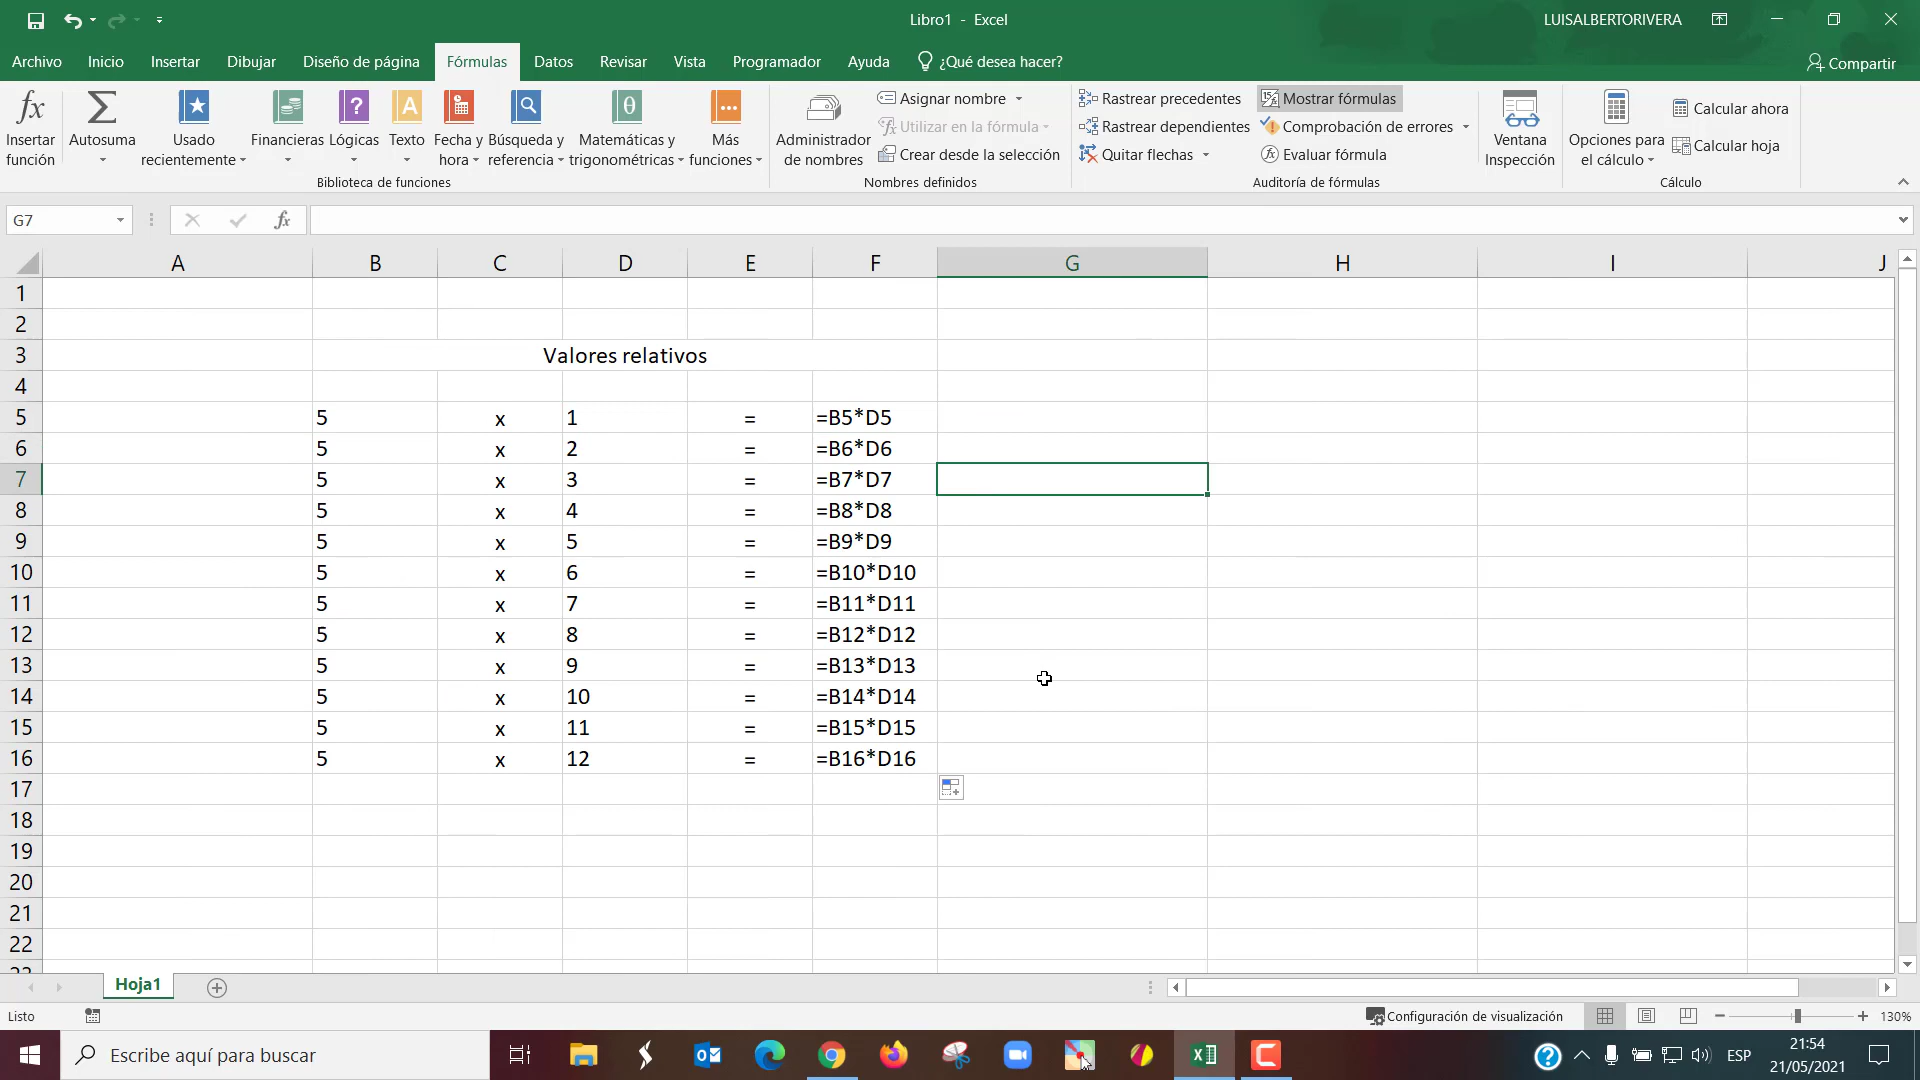 Libro1 - Excel
LUISALBERTORIVERA
Archivo Inicio Insertar Dibujar Diseño de página Fórmulas Datos Revisar Vista Programador Ayuda ¿Qué desea hacer? Compartir
fx Insertar función
Σ Autosuma
Usado recientemente
Financieras
? Lógicas
A Texto
Fecha y hora
Búsqueda y referencia
θ Matemáticas y trigonométricas
Más funciones
Biblioteca de funciones
Administrador de nombres
Asignar nombre
Utilizar en la fórmula
Crear desde la selección
Nombres definidos
Rastrear precedentes
Rastrear dependientes
Quitar flechas
Mostrar fórmulas
Comprobación de errores
Evaluar fórmula
Auditoría de fórmulas
Ventana Inspección
Opciones para el cálculo
Calcular ahora
Calcular hoja
Cálculo
G7 fx
A B C D E F G H I J
1
2
3 Valores relativos
4
5 5 x 1 = =B5*D5
6 5 x 2 = =B6*D6
7 5 x 3 = =B7*D7
8 5 x 4 = =B8*D8
9 5 x 5 = =B9*D9
10 5 x 6 = =B10*D10
11 5 x 7 = =B11*D11
12 5 x 8 = =B12*D12
13 5 x 9 = =B13*D13
14 5 x 10 = =B14*D14
15 5 x 11 = =B15*D15
16 5 x 12 = =B16*D16
17
18
19
20
21
22
23
Hoja1
Listo
Configuración de visualización
130%
Escribe aquí para buscar
ESP
21:54
21/05/2021